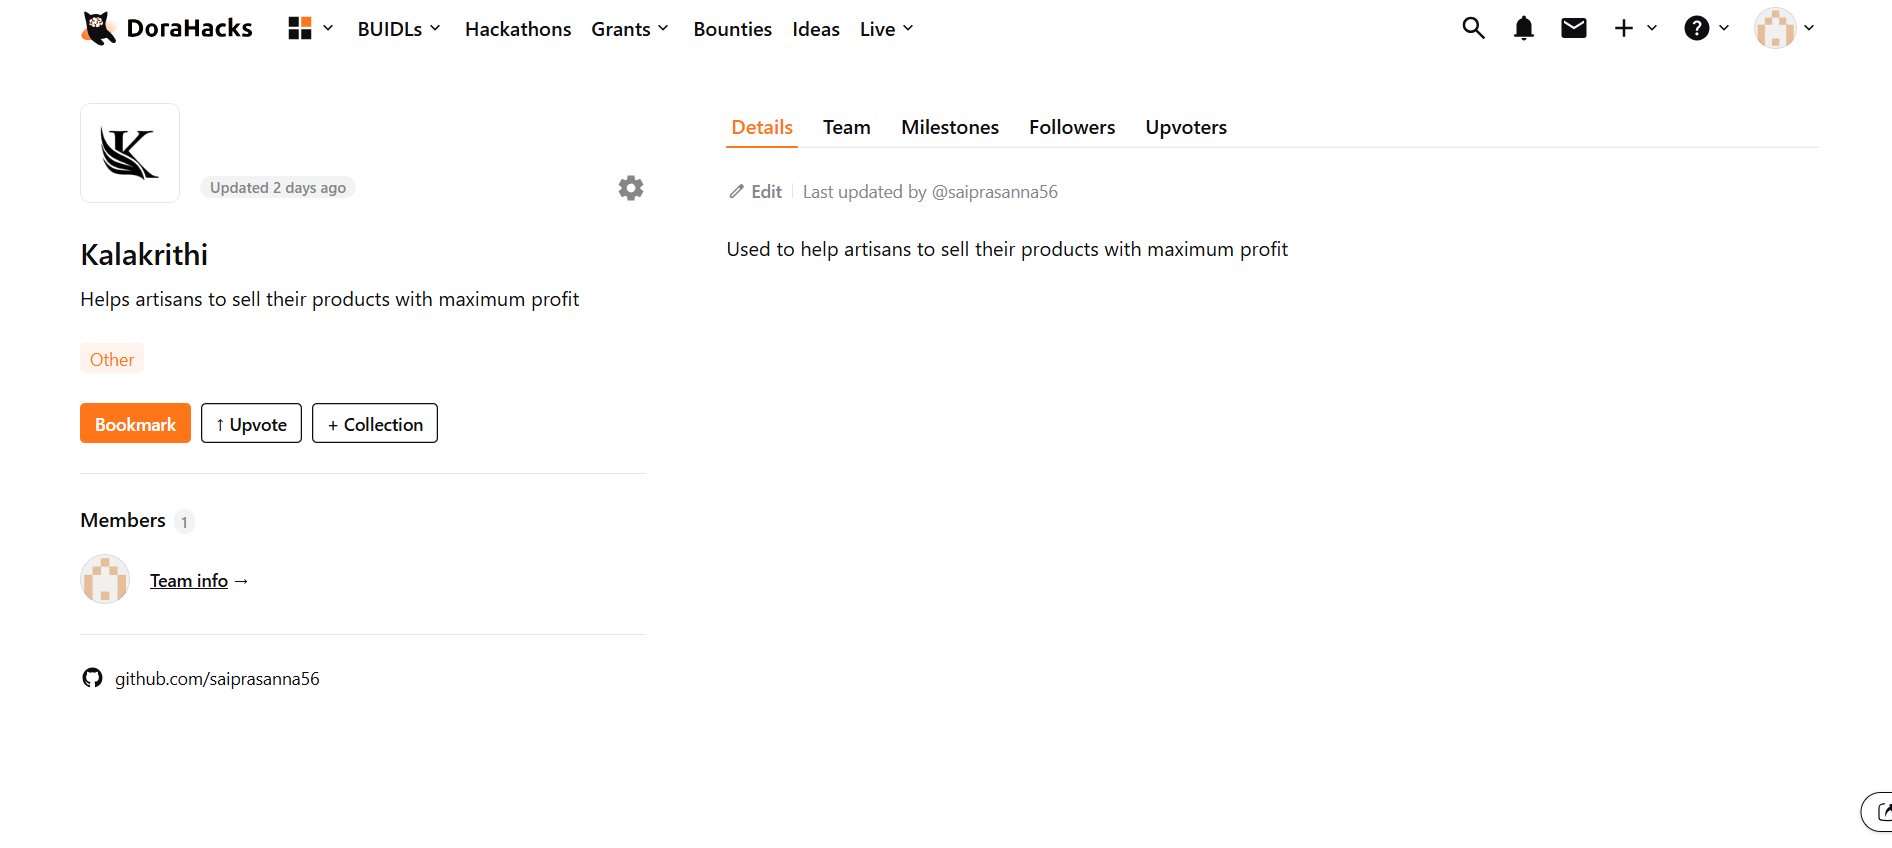 DoraHacks BUIDLs Hackathons Grants Bounties Ideas Live
K
Updated 2 days ago
Kalakrithi
Helps artisans to sell their products with maximum profit
Other
Bookmark ↑ Upvote + Collection
Members 1
Team info →
github.com/saiprasanna56
Details Team Milestones Followers Upvoters
Edit Last updated by @saiprasanna56
Used to help artisans to sell their products with maximum profit